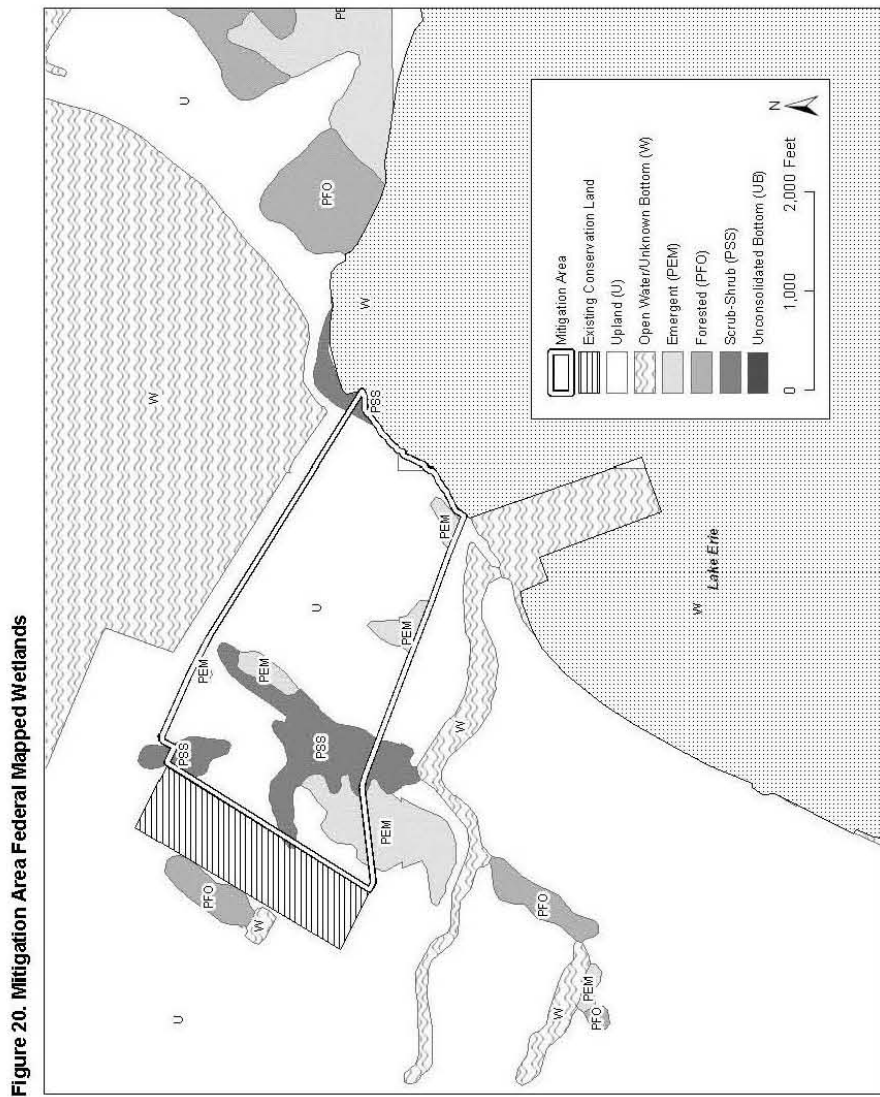 Figure 20. Mitigation Area Federal Mapped Wetlands
U
PFO
W
PSS
PEM
W
PEM
PSS
PEM
U
PEM
PEM
PSS
W
U
PFO
PE
W
PFO
W
PEM
PFO
W
Lake Erie
W
Mitigation Area
Existing Conservation Land
Upland (U)
Open Water/Unknown Bottom (W)
Emergent (PEM)
Forested (PFO)
Scrub-Shrub (PSS)
Unconsolidated Bottom (UB)
0 1,000 2,000 Feet
N